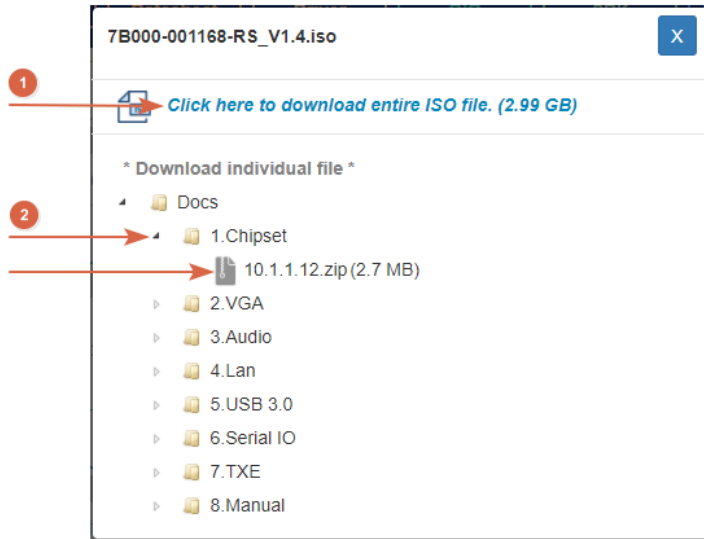 7B000-001168-RS_V1.4.iso
X
1
Click here to download entire ISO file. (2.99 GB)
* Download individual file *
Docs
2
1.Chipset
10.1.1.12.zip (2.7 MB)
2.VGA
3.Audio
4.Lan
5.USB 3.0
6.Serial IO
7.TXE
8.Manual